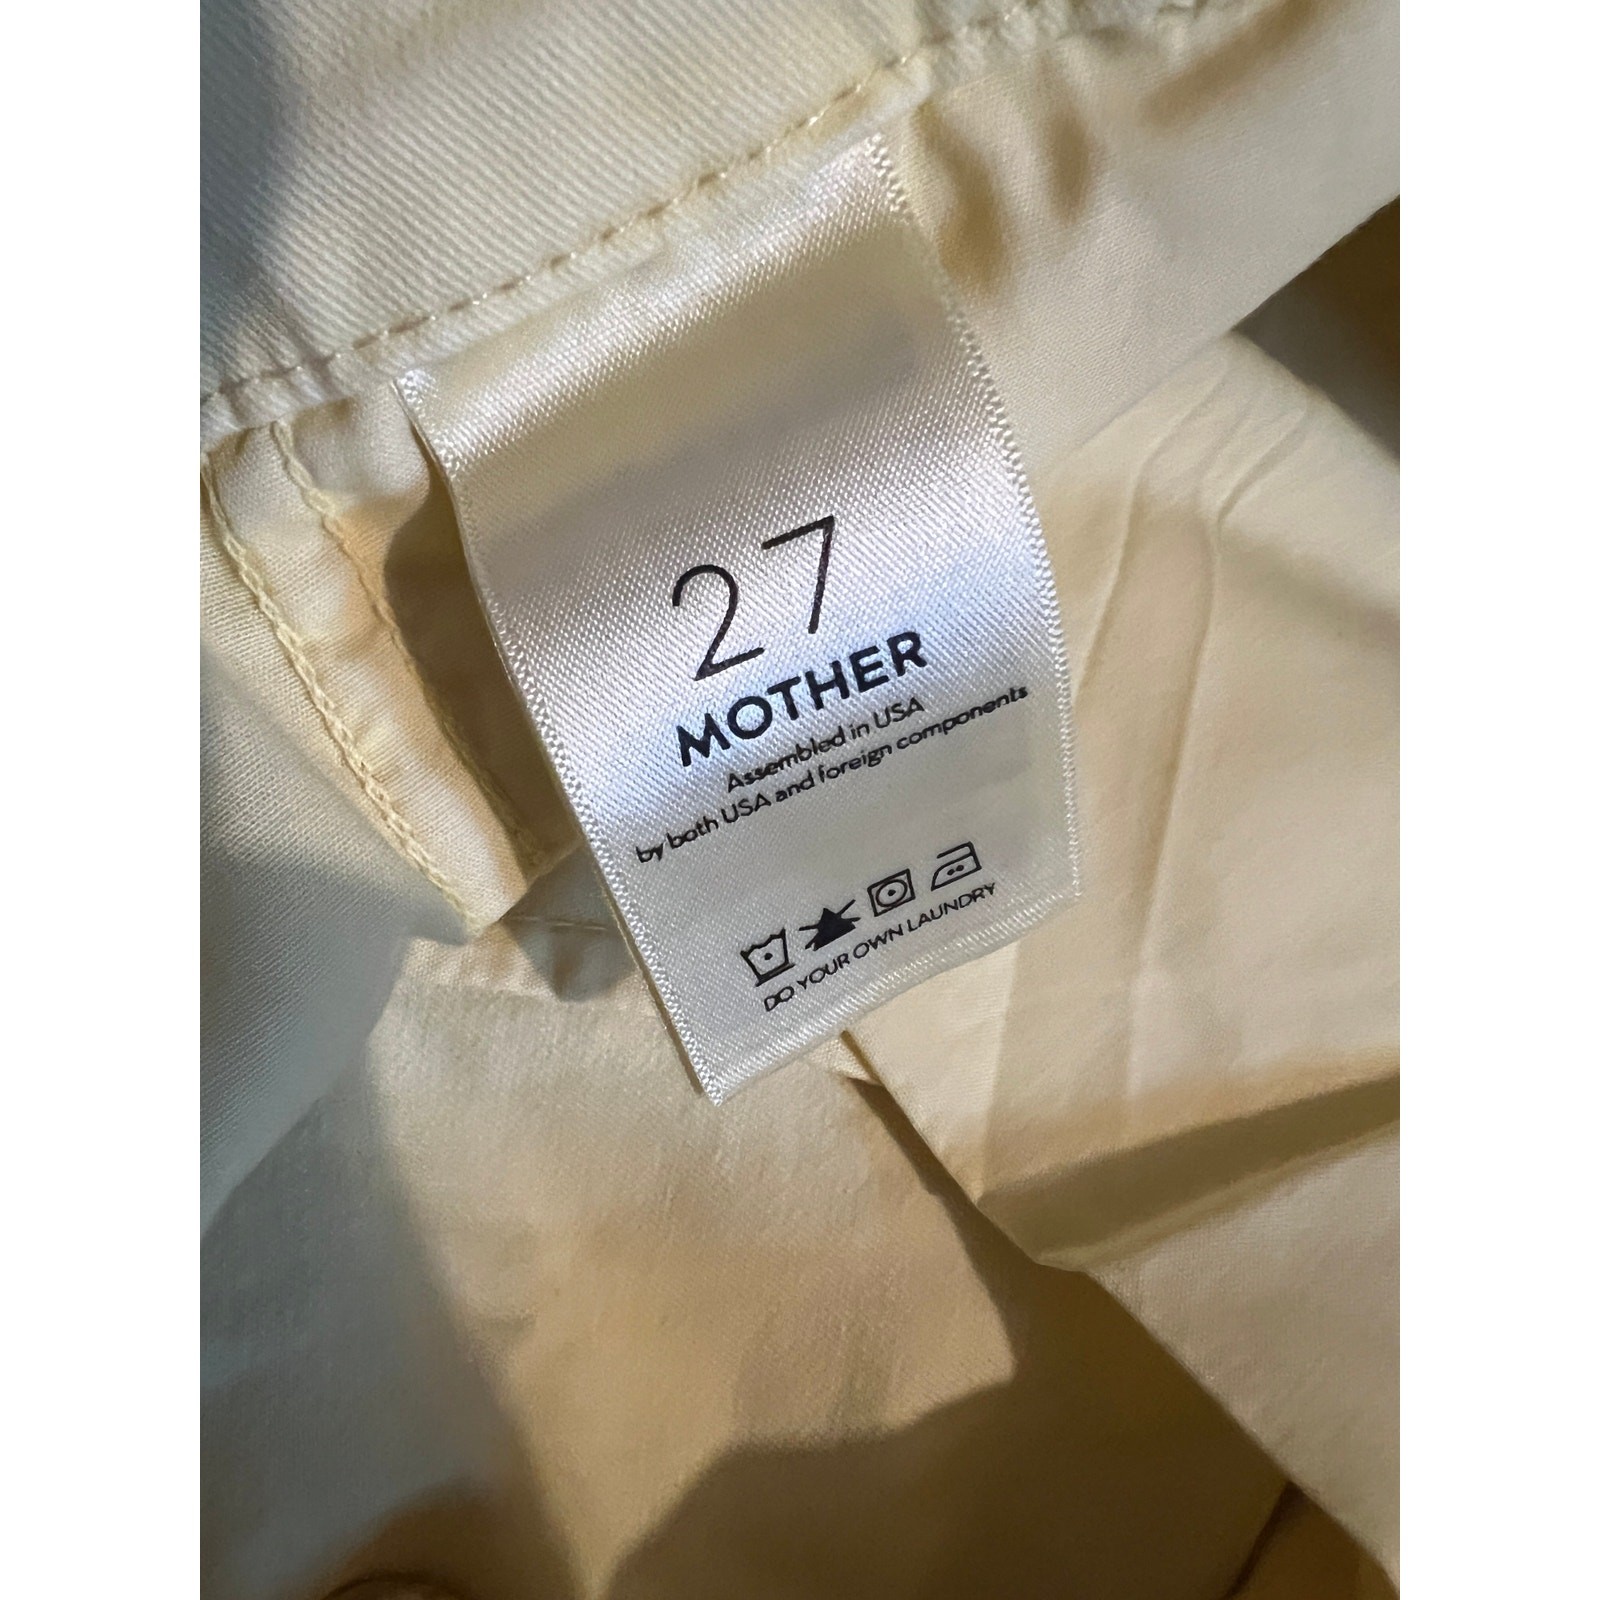 27
MOTHER
Assembled in USA
by both USA and foreign components
DO YOUR OWN LAUNDRY